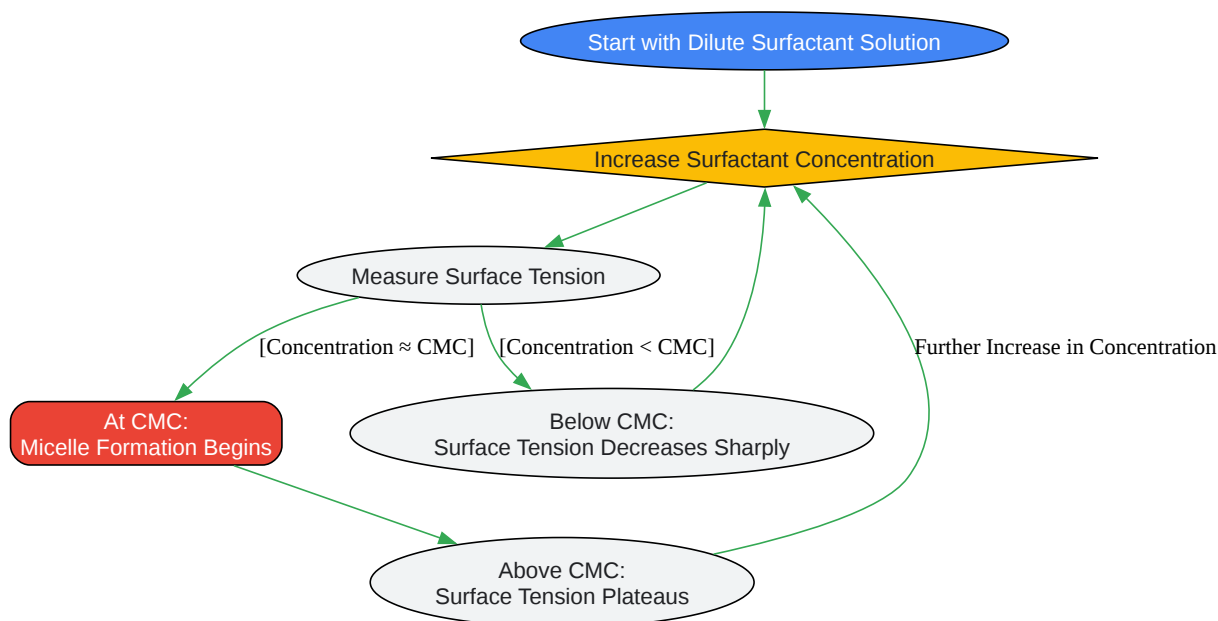 Start with Dilute Surfactant Solution
Increase Surfactant Concentration
Measure Surface Tension
[Concentration ≈ CMC]
[Concentration < CMC]
Further Increase in Concentration
At CMC:
Micelle Formation Begins
Below CMC:
Surface Tension Decreases Sharply
Above CMC:
Surface Tension Plateaus